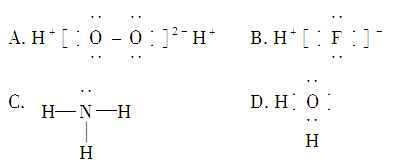 A. H⁺ [ : Ö – Ö : ]²⁻ H⁺
B. H⁺ [ : F : ]⁻
C. H—N—H
H
D. H : O :
H